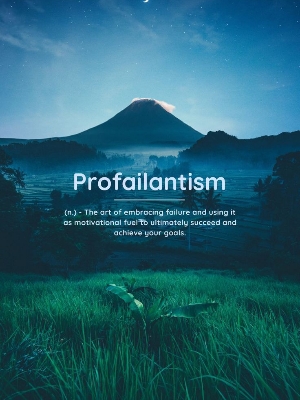 Profailantism
(n.) - The art of embracing failure and using it
as motivational fuel to ultimately succeed and
achieve your goals.